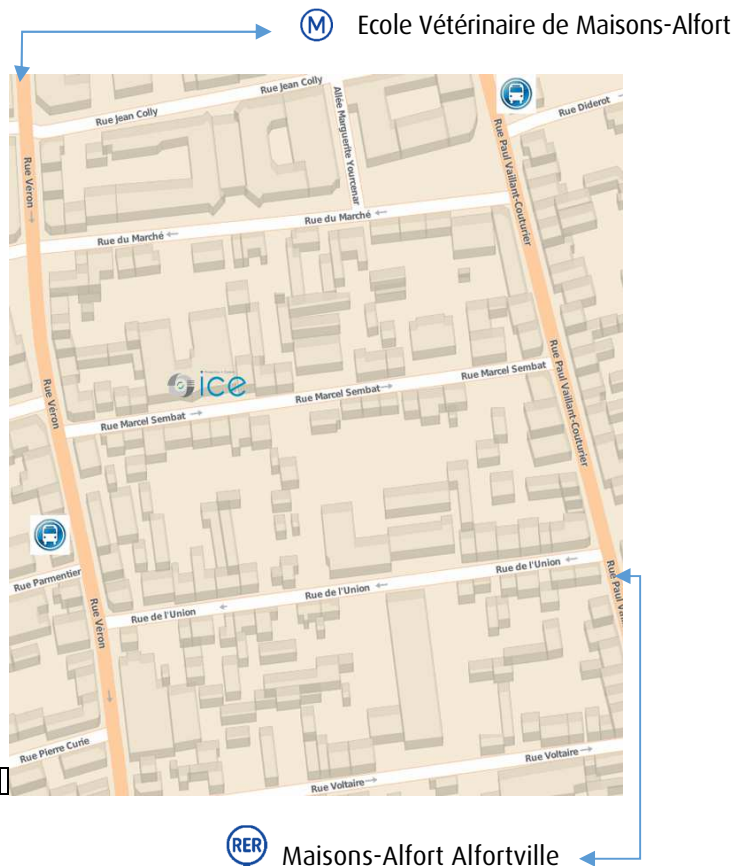 M Ecole Vétérinaire de Maisons-Alfort
Rue Jean Colly
Rue Jean Colly
Allée Marguerite Yourcenar
Rue Diderot
Rue Paul Vaillant-Couturier
Rue Véron
Rue du Marché
Rue du Marché
Rue Paul Vaillant-Couturier
Rue Marcel Sembat
ice
Rue Véron
Rue Marcel Sembat
Rue Marcel Sembat
Rue de l'Union
Rue Parmentier
Rue de l'Union
Rue Paul Vai
Rue Véron
Rue de l'Union
Rue Pierre Curie
Rue Voltaire
Rue Voltaire
RER Maisons-Alfort Alfortville